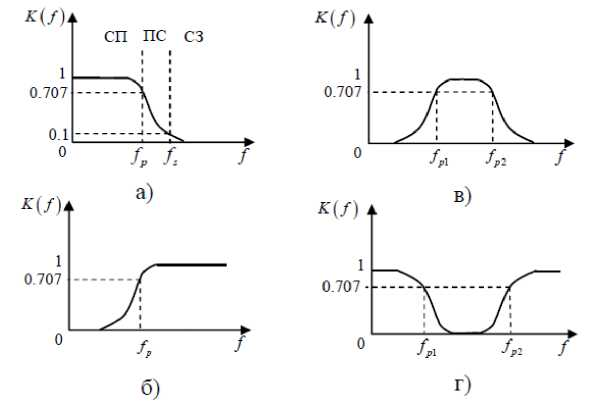 K(f)
СП ПС СЗ
1
0.707
0.1
0
f_p
f_s
f
а)
K(f)
1
0.707
0
f_p1
f_p2
f
в)
K(f)
1
0.707
0
f_p
f
б)
K(f)
1
0.707
0
f_p1
f_p2
f
г)